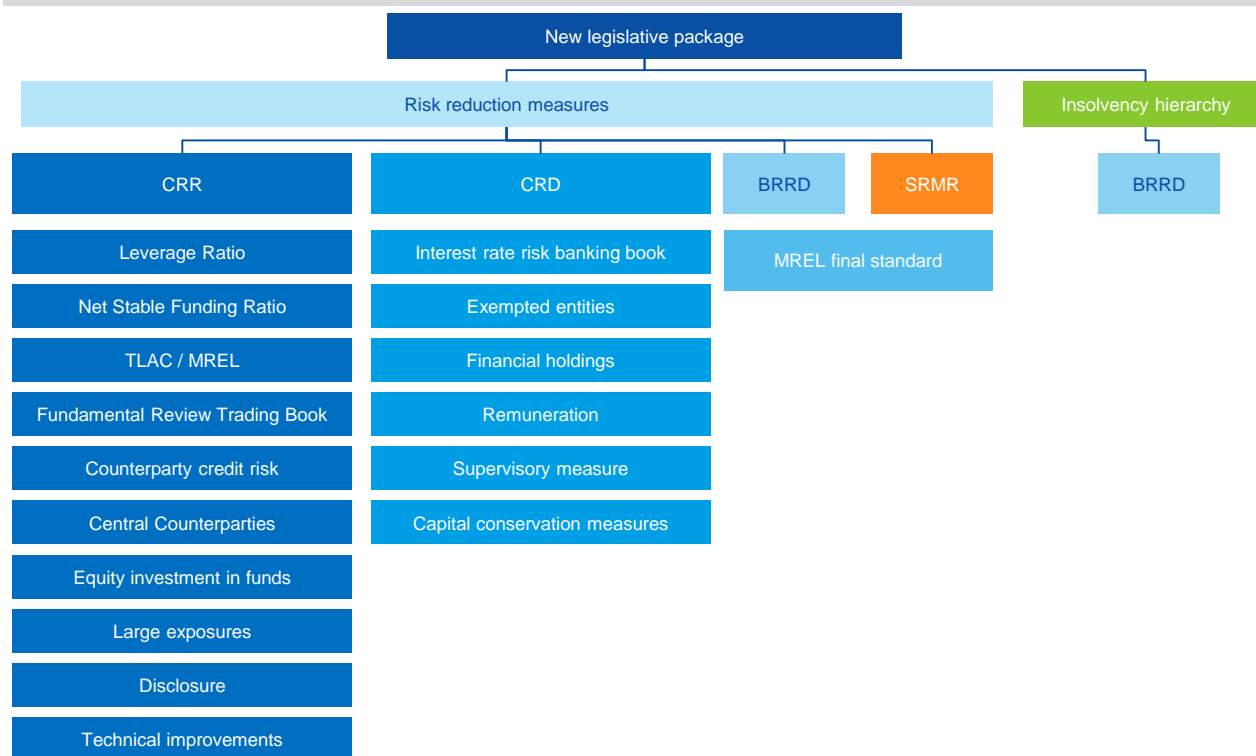 New legislative package
Risk reduction measures
Insolvency hierarchy
CRR
CRD
BRRD
SRMR
BRRD
Leverage Ratio
Net Stable Funding Ratio
TLAC / MREL
Fundamental Review Trading Book
Counterparty credit risk
Central Counterparties
Equity investment in funds
Large exposures
Disclosure
Technical improvements
Interest rate risk banking book
Exempted entities
Financial holdings
Remuneration
Supervisory measure
Capital conservation measures
MREL final standard